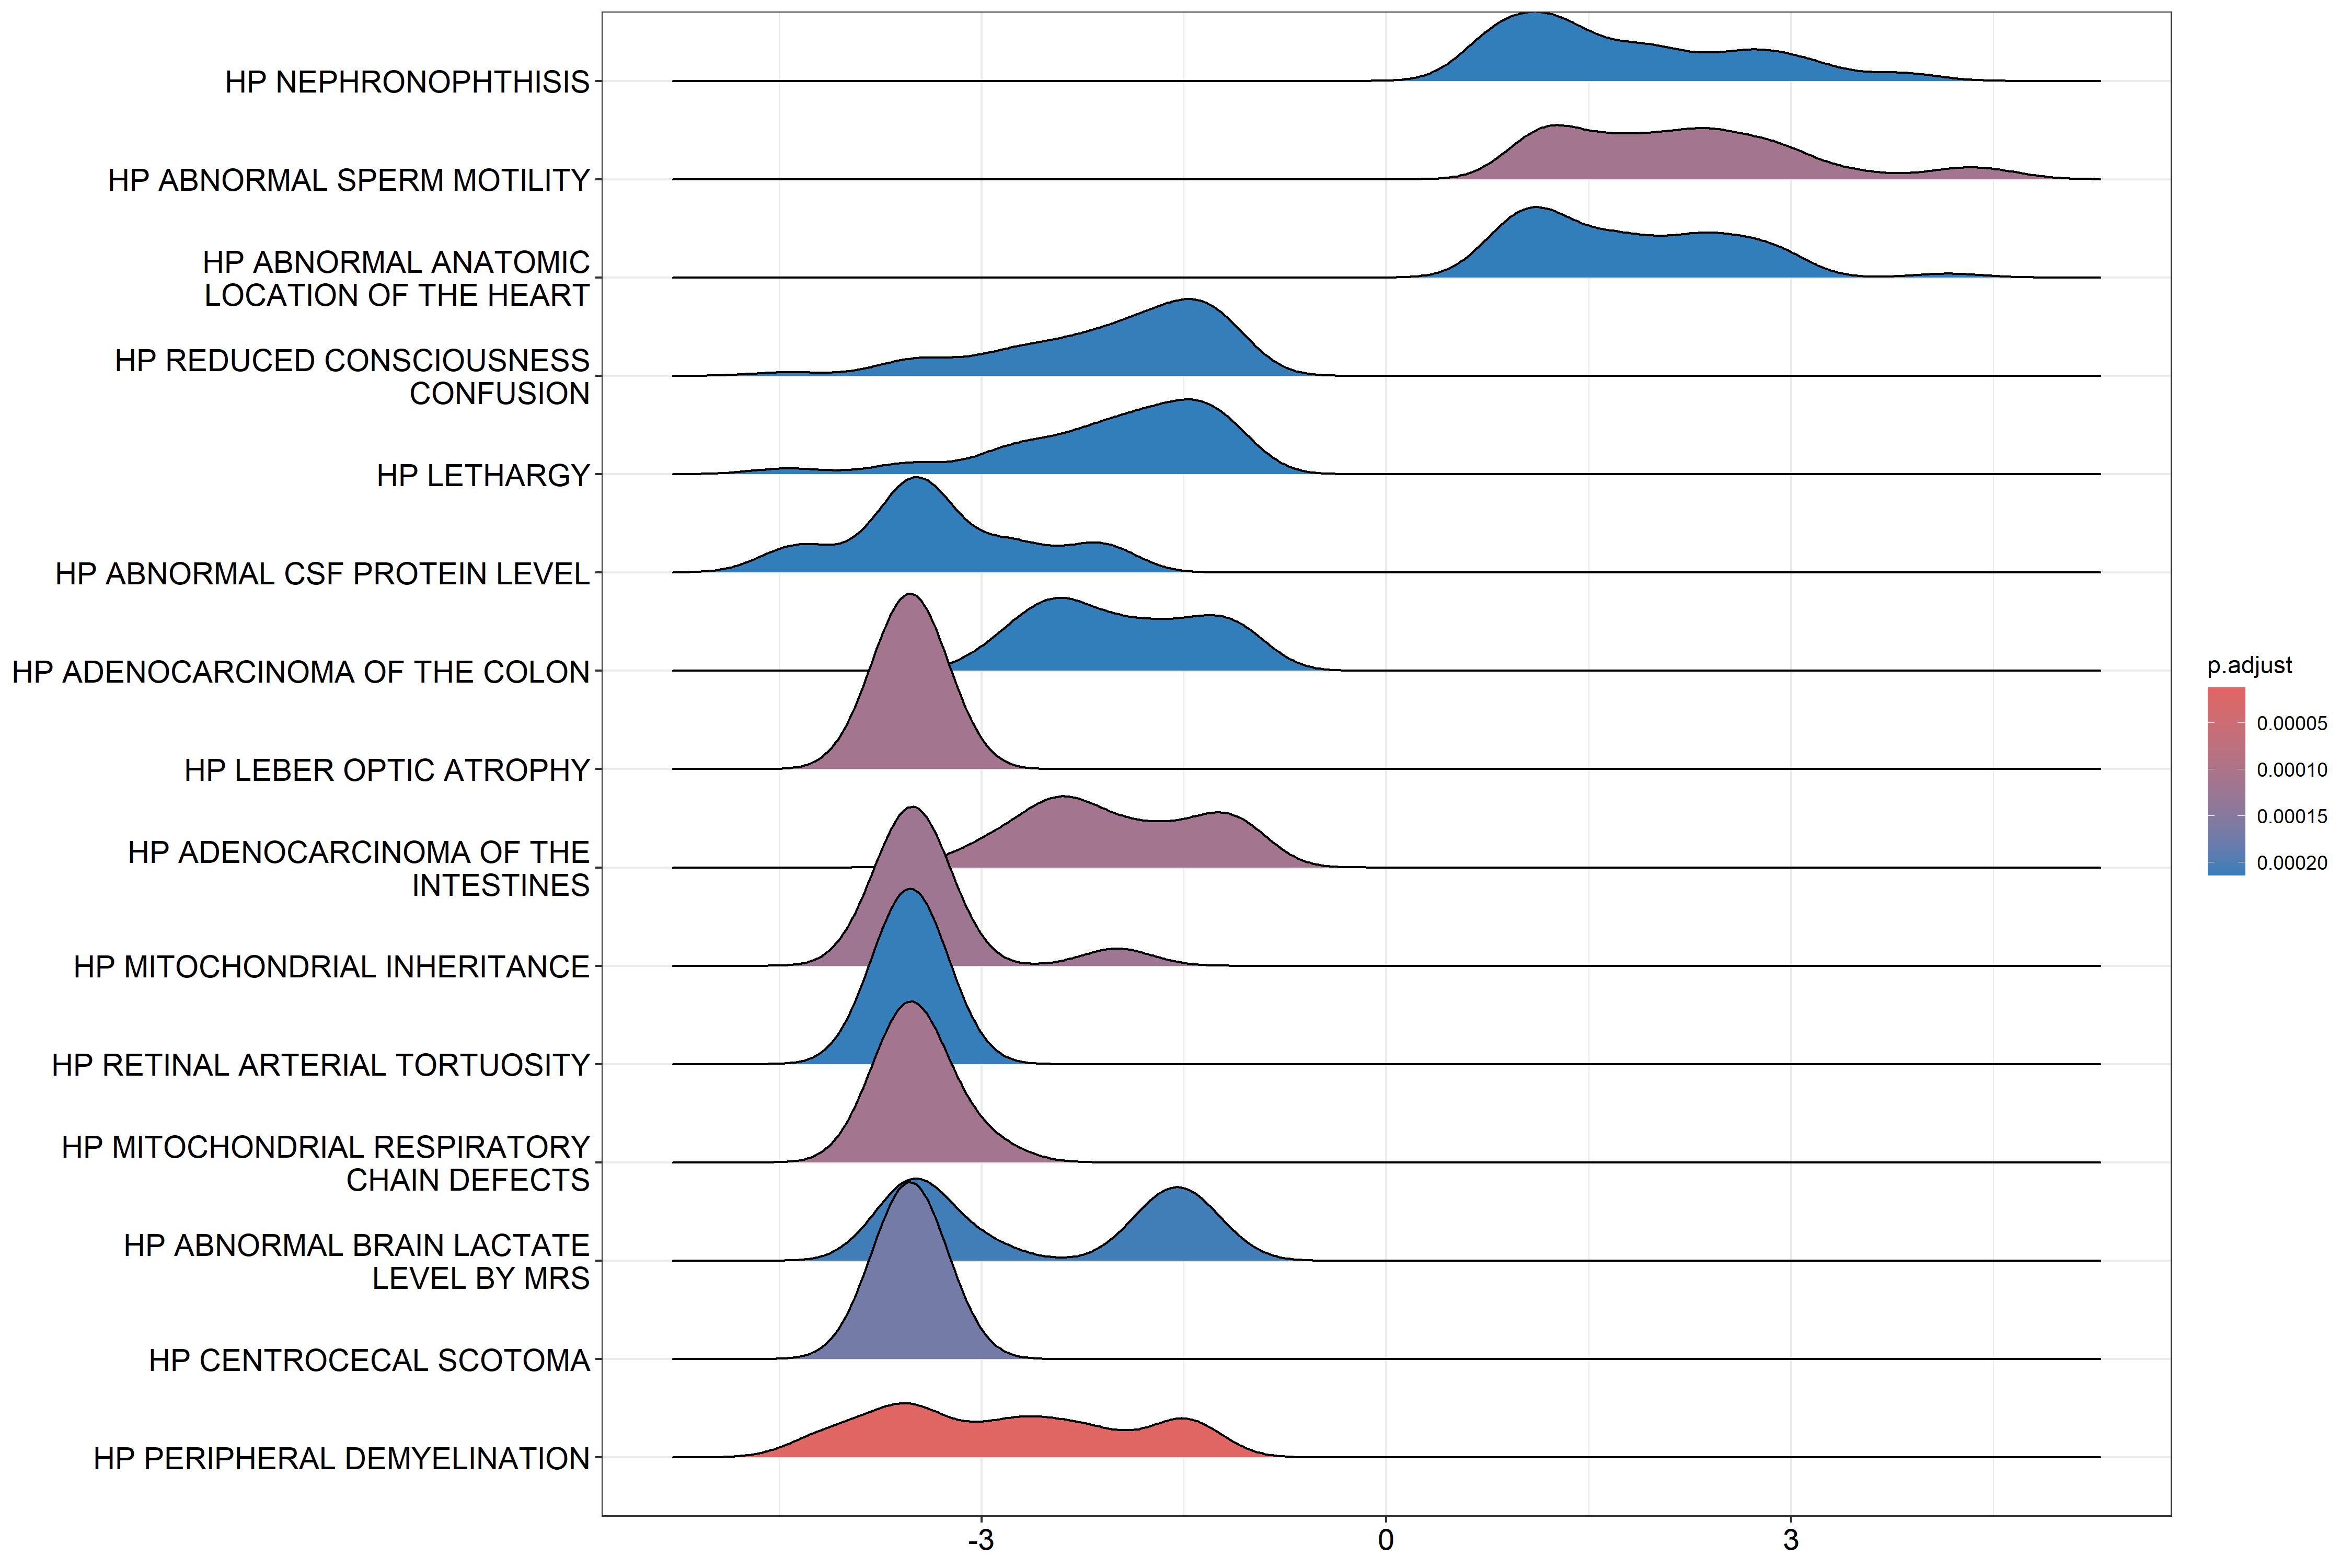 HP NEPHRONOPHTHISIS
HP ABNORMAL SPERM MOTILITY
HP ABNORMAL ANATOMIC
LOCATION OF THE HEART
HP REDUCED CONSCIOUSNESS
CONFUSION
HP LETHARGY
HP ABNORMAL CSF PROTEIN LEVEL
HP ADENOCARCINOMA OF THE COLON
HP LEBER OPTIC ATROPHY
HP ADENOCARCINOMA OF THE
INTESTINES
HP MITOCHONDRIAL INHERITANCE
HP RETINAL ARTERIAL TORTUOSITY
HP MITOCHONDRIAL RESPIRATORY
CHAIN DEFECTS
HP ABNORMAL BRAIN LACTATE
LEVEL BY MRS
HP CENTROCECAL SCOTOMA
HP PERIPHERAL DEMYELINATION
-3
0
3
p.adjust
0.00005
0.00010
0.00015
0.00020